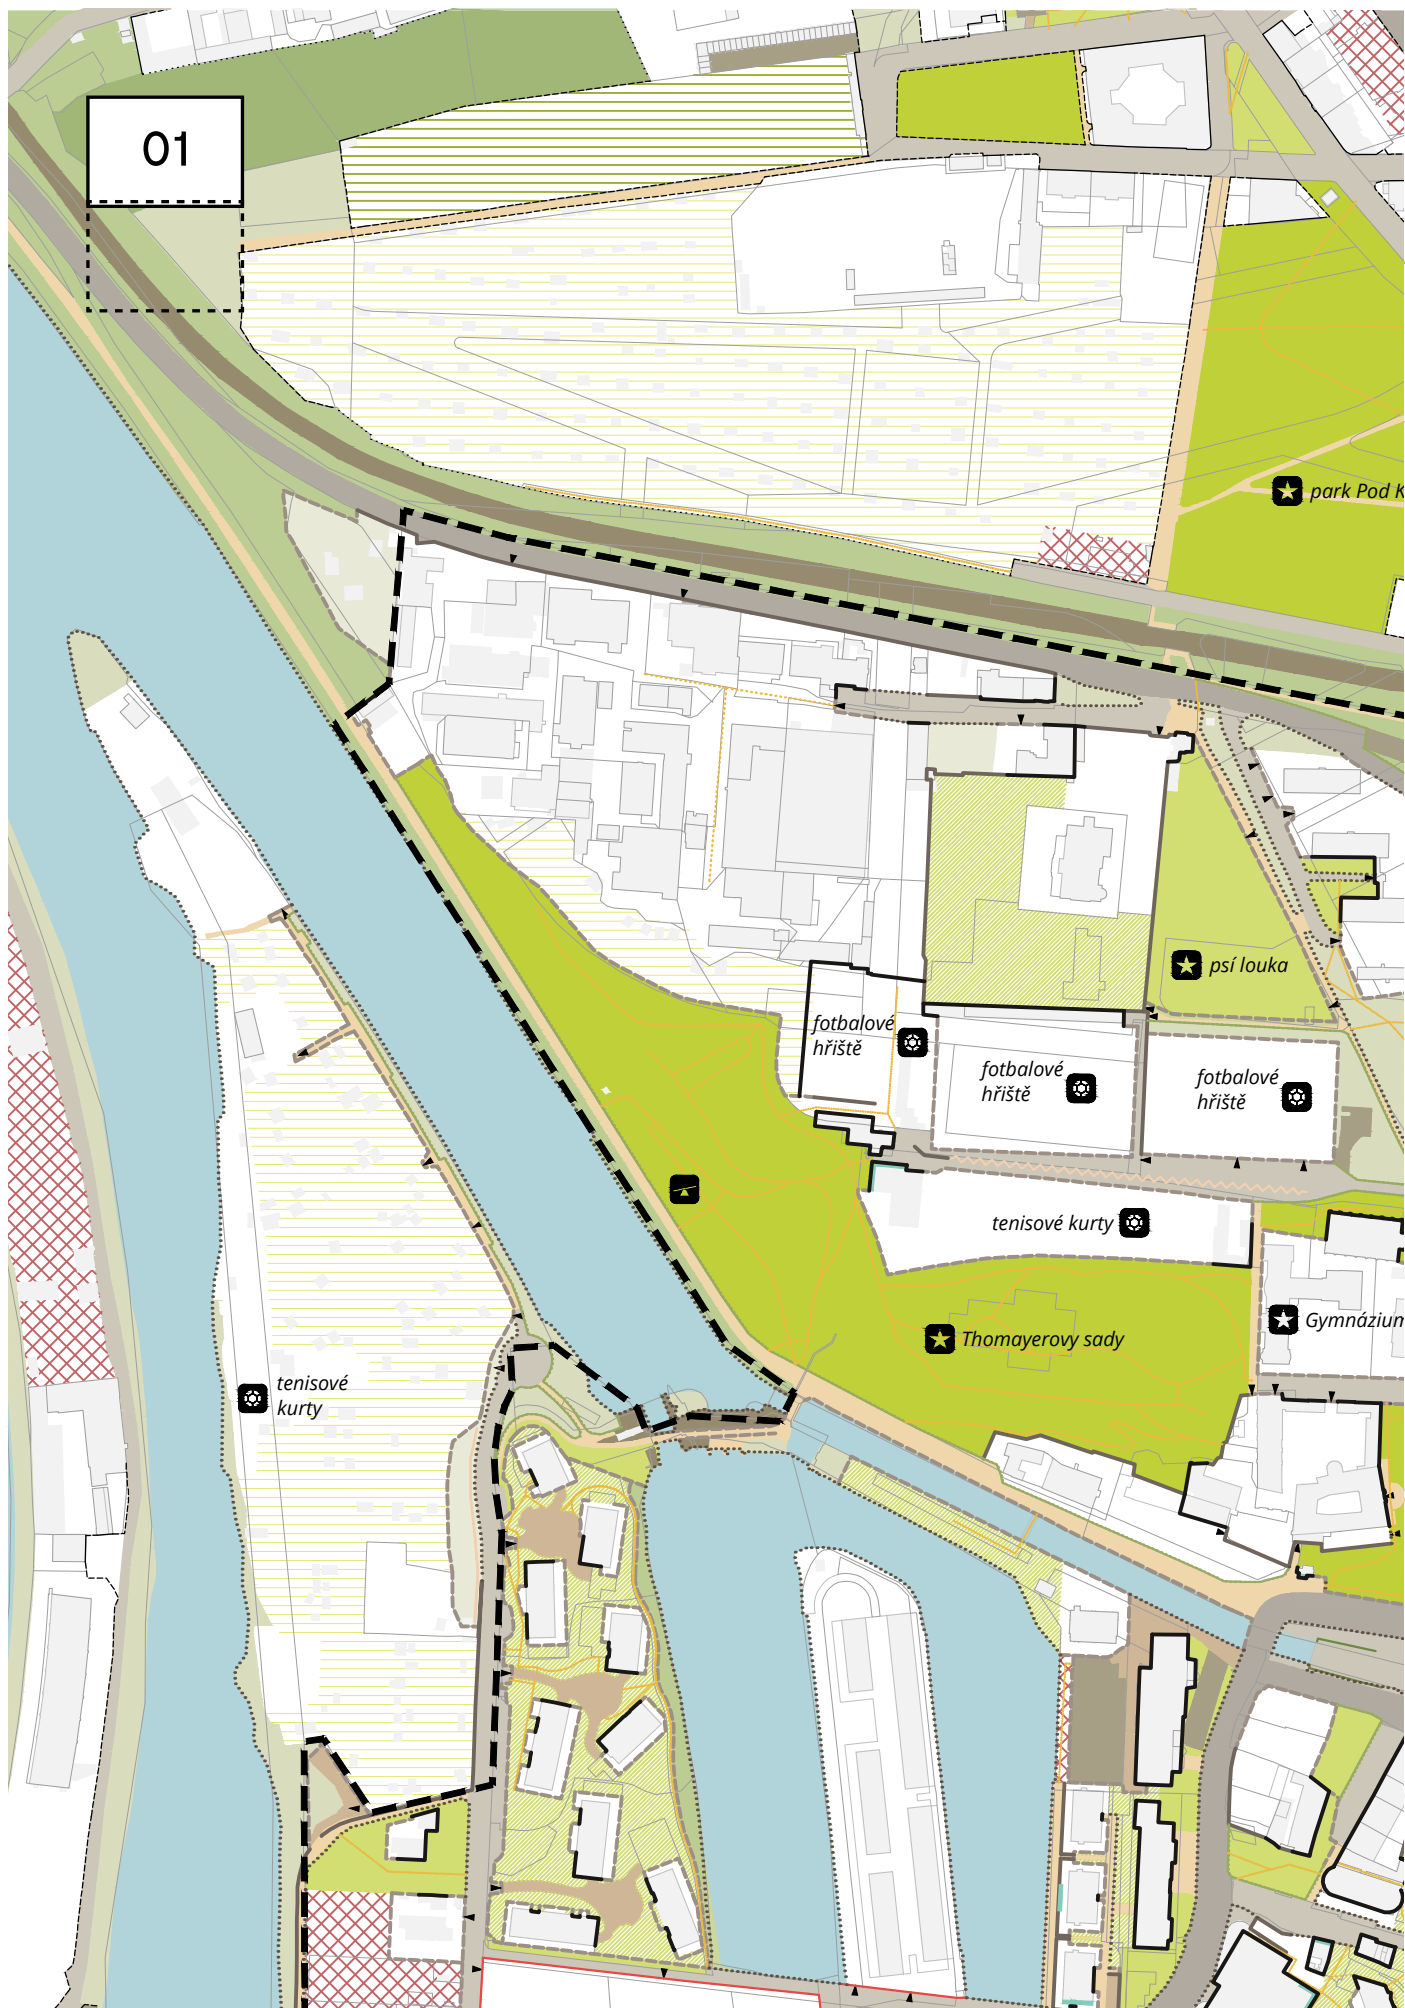 01
park Pod K
psí louka
fotbalové
hřiště
fotbalové
hřiště
fotbalové
hřiště
tenisové kurty
Gymnázium
Thomayerovy sady
tenisové
kurty